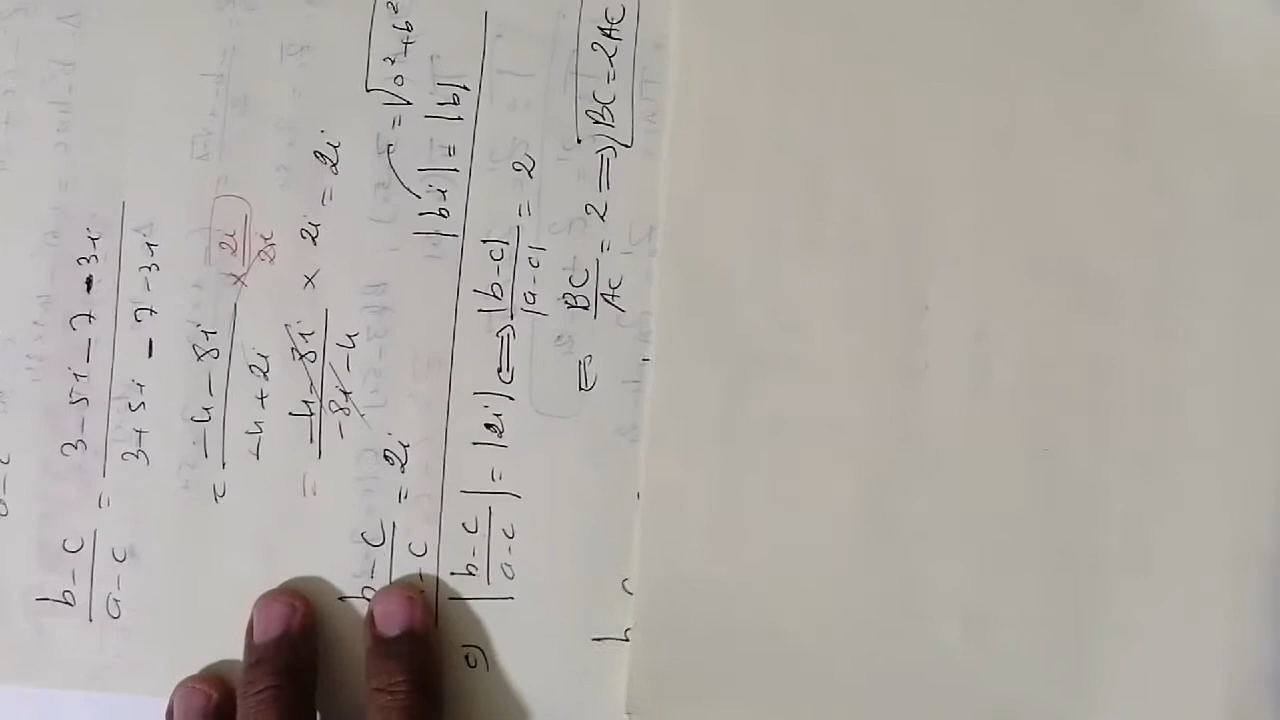 b-c/a-c = 3-5i-7-3i/3+5i-7-3i
= -4-8i/-4+2i × 2i/2i
= -4-8i/-8i-4 × 2i = 2i
b-c/-c = 2i
|bi| = √0²+b² = |b|
|b-c/a-c| = |2i| ⟺ |b-c|/|a-c| = 2
⟺ BC/AC = 2 ⟹ BC=2AC